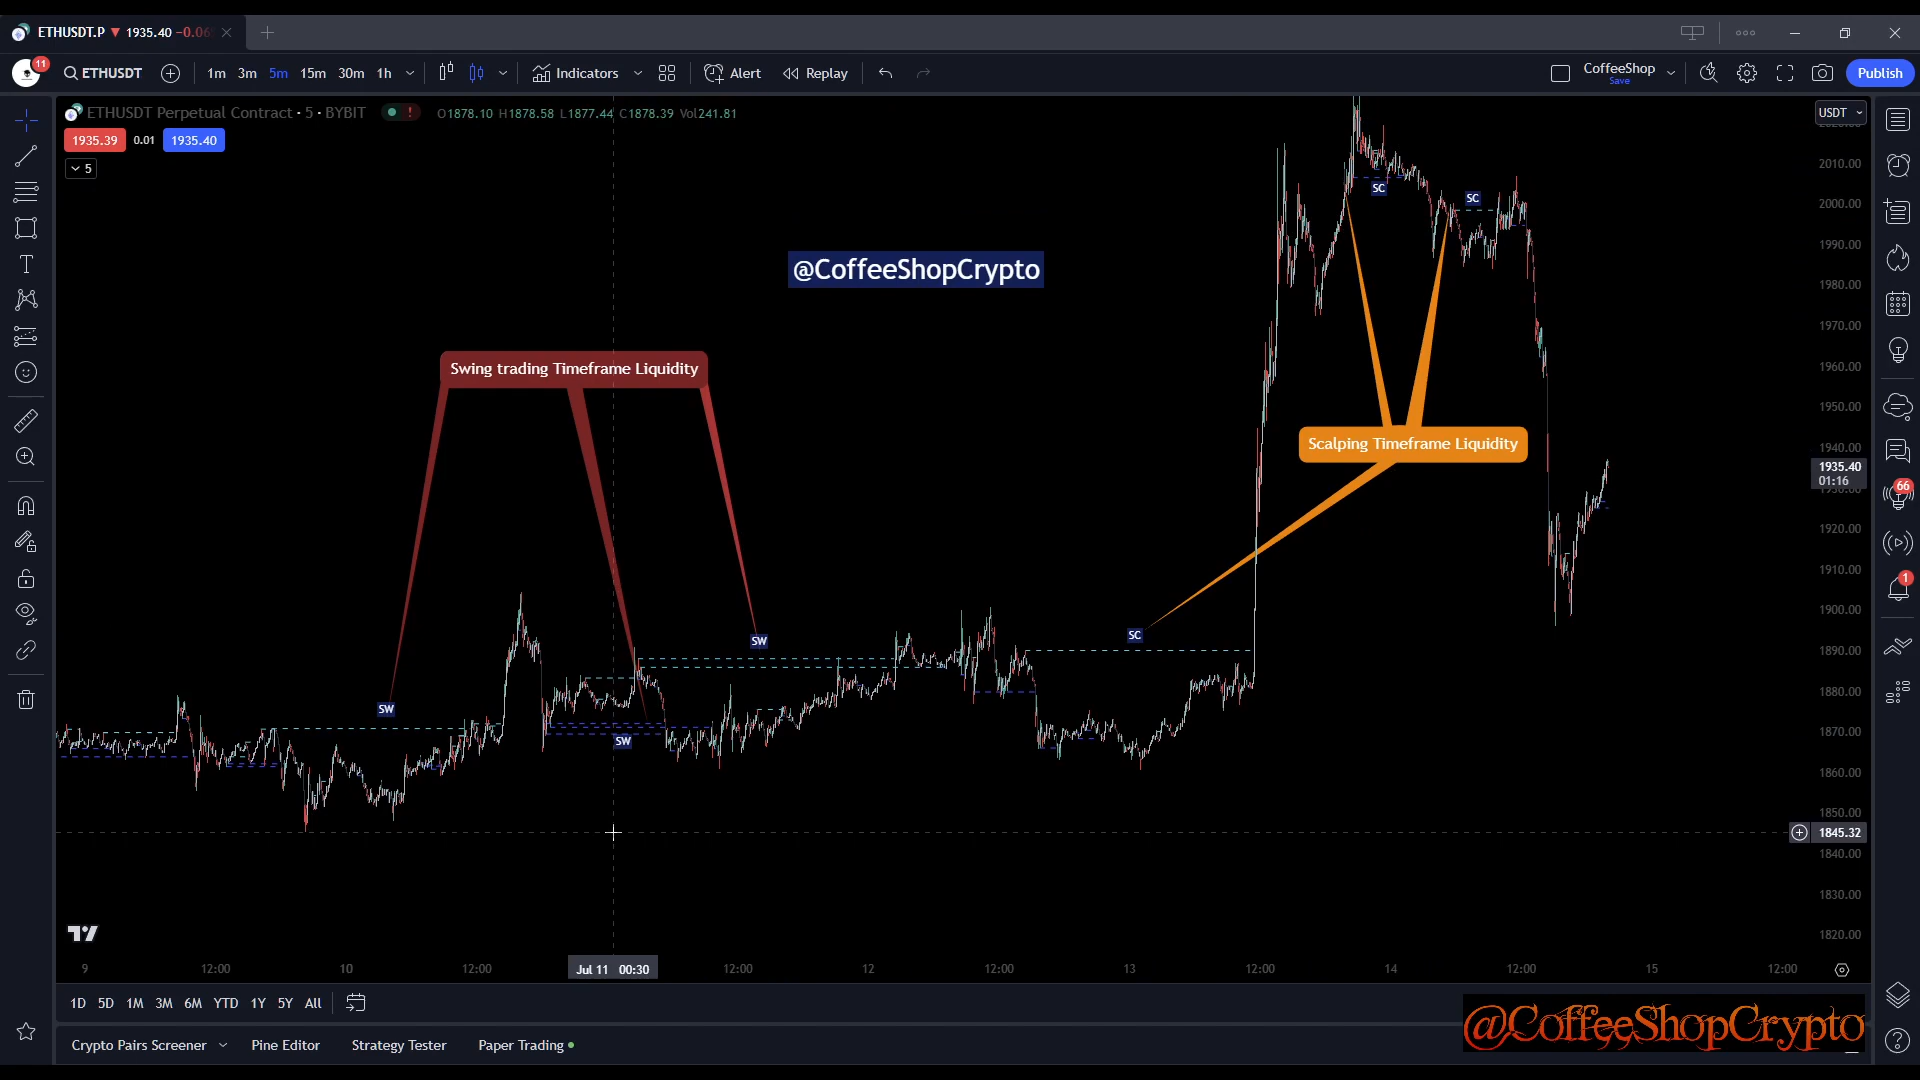 ETHUSDT.P ▼ 1935.40 −0.06
11 ETHUSDT 1m 3m 5m 15m 30m 1h Indicators Alert Replay CoffeeShop Save Publish
ETHUSDT Perpetual Contract · 5 · BYBIT O1878.10 H1878.58 L1877.44 C1878.39 Vol241.81
USDT
1935.39 0.01 1935.40
5
2010.00
SC
SC
2000.00
1990.00
@CoffeeShopCrypto
1980.00
1970.00
Swing trading Timeframe Liquidity
1960.00
1950.00
Scalping Timeframe Liquidity
1940.00
1935.40
01:16
66
1920.00
1910.00
1
1900.00
SW
SC
1890.00
1880.00
SW
1870.00
SW
1860.00
1850.00
1845.32
1840.00
1830.00
1820.00
9 12:00 10 12:00 Jul 11 00:30 12:00 12 12:00 13 12:00 14 12:00 15 12:00
1D 5D 1M 3M 6M YTD 1Y 5Y All
@CoffeeShopCrypto
Crypto Pairs Screener Pine Editor Strategy Tester Paper Trading